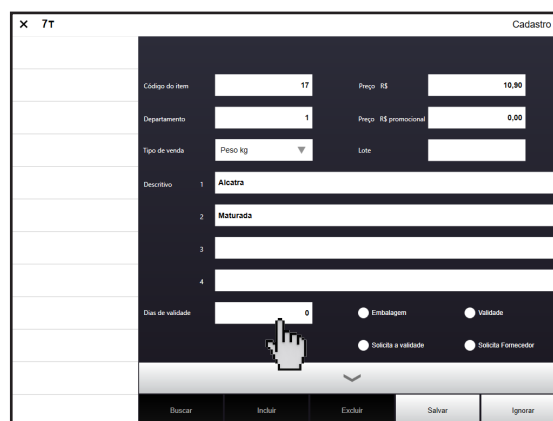 × 7T Cadastro
Código do item 17 Preço R$ 10,90
Departamento 1 Preço R$ promocional 0,00
Tipo de venda Peso kg Lote
Descritivo 1 Alcatra
2 Maturada
3
4
Dias de validade 0 Embalagem Validade
Solicita a validade Solicita Fornecedor
Buscar Incluir Excluir Salvar Ignorar